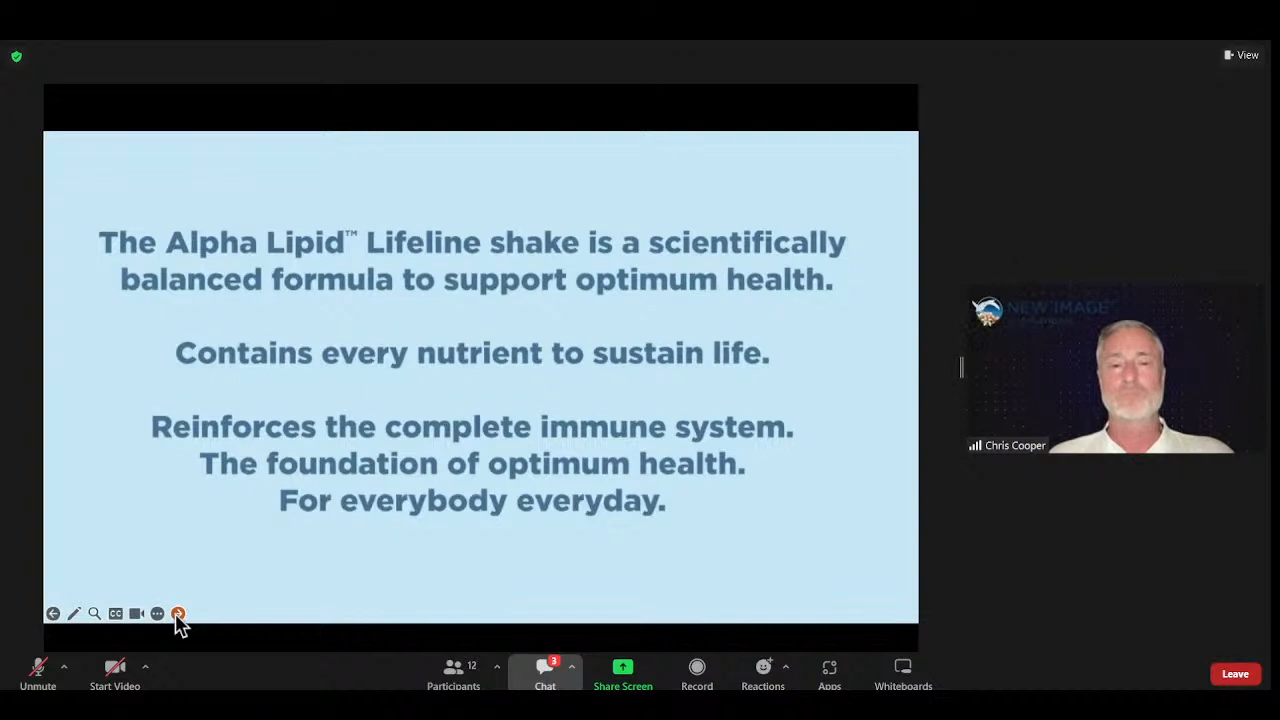 View
The Alpha Lipid™ Lifeline shake is a scientifically
balanced formula to support optimum health.
Contains every nutrient to sustain life.
Reinforces the complete immune system.
The foundation of optimum health.
For everybody everyday.
NEW IMAGE
Chris Cooper
CC
12
3
Unmute
Start Video
Participants
Chat
Share Screen
Record
Reactions
Apps
Whiteboards
Leave